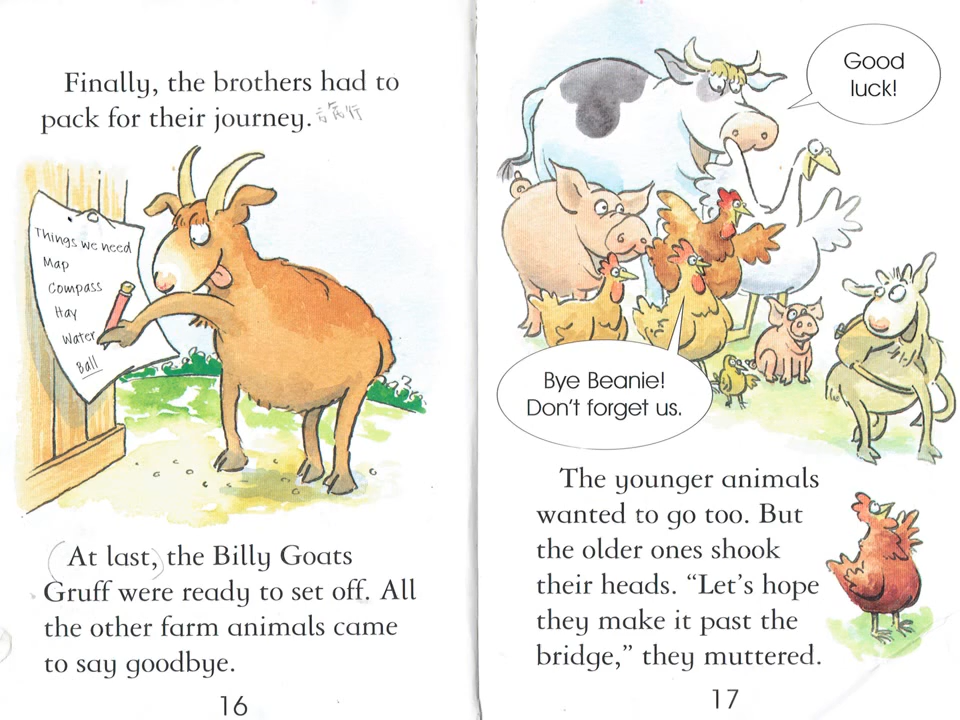 Finally, the brothers had to
pack for their journey. 旅行
Things we need
Map
Compass
Hay
Water
Ball
At last, the Billy Goats
Gruff were ready to set off. All
the other farm animals came
to say goodbye.
16
Good
luck!
Bye Beanie!
Don't forget us.
The younger animals
wanted to go too. But
the older ones shook
their heads. “Let's hope
they make it past the
bridge,” they muttered.
17